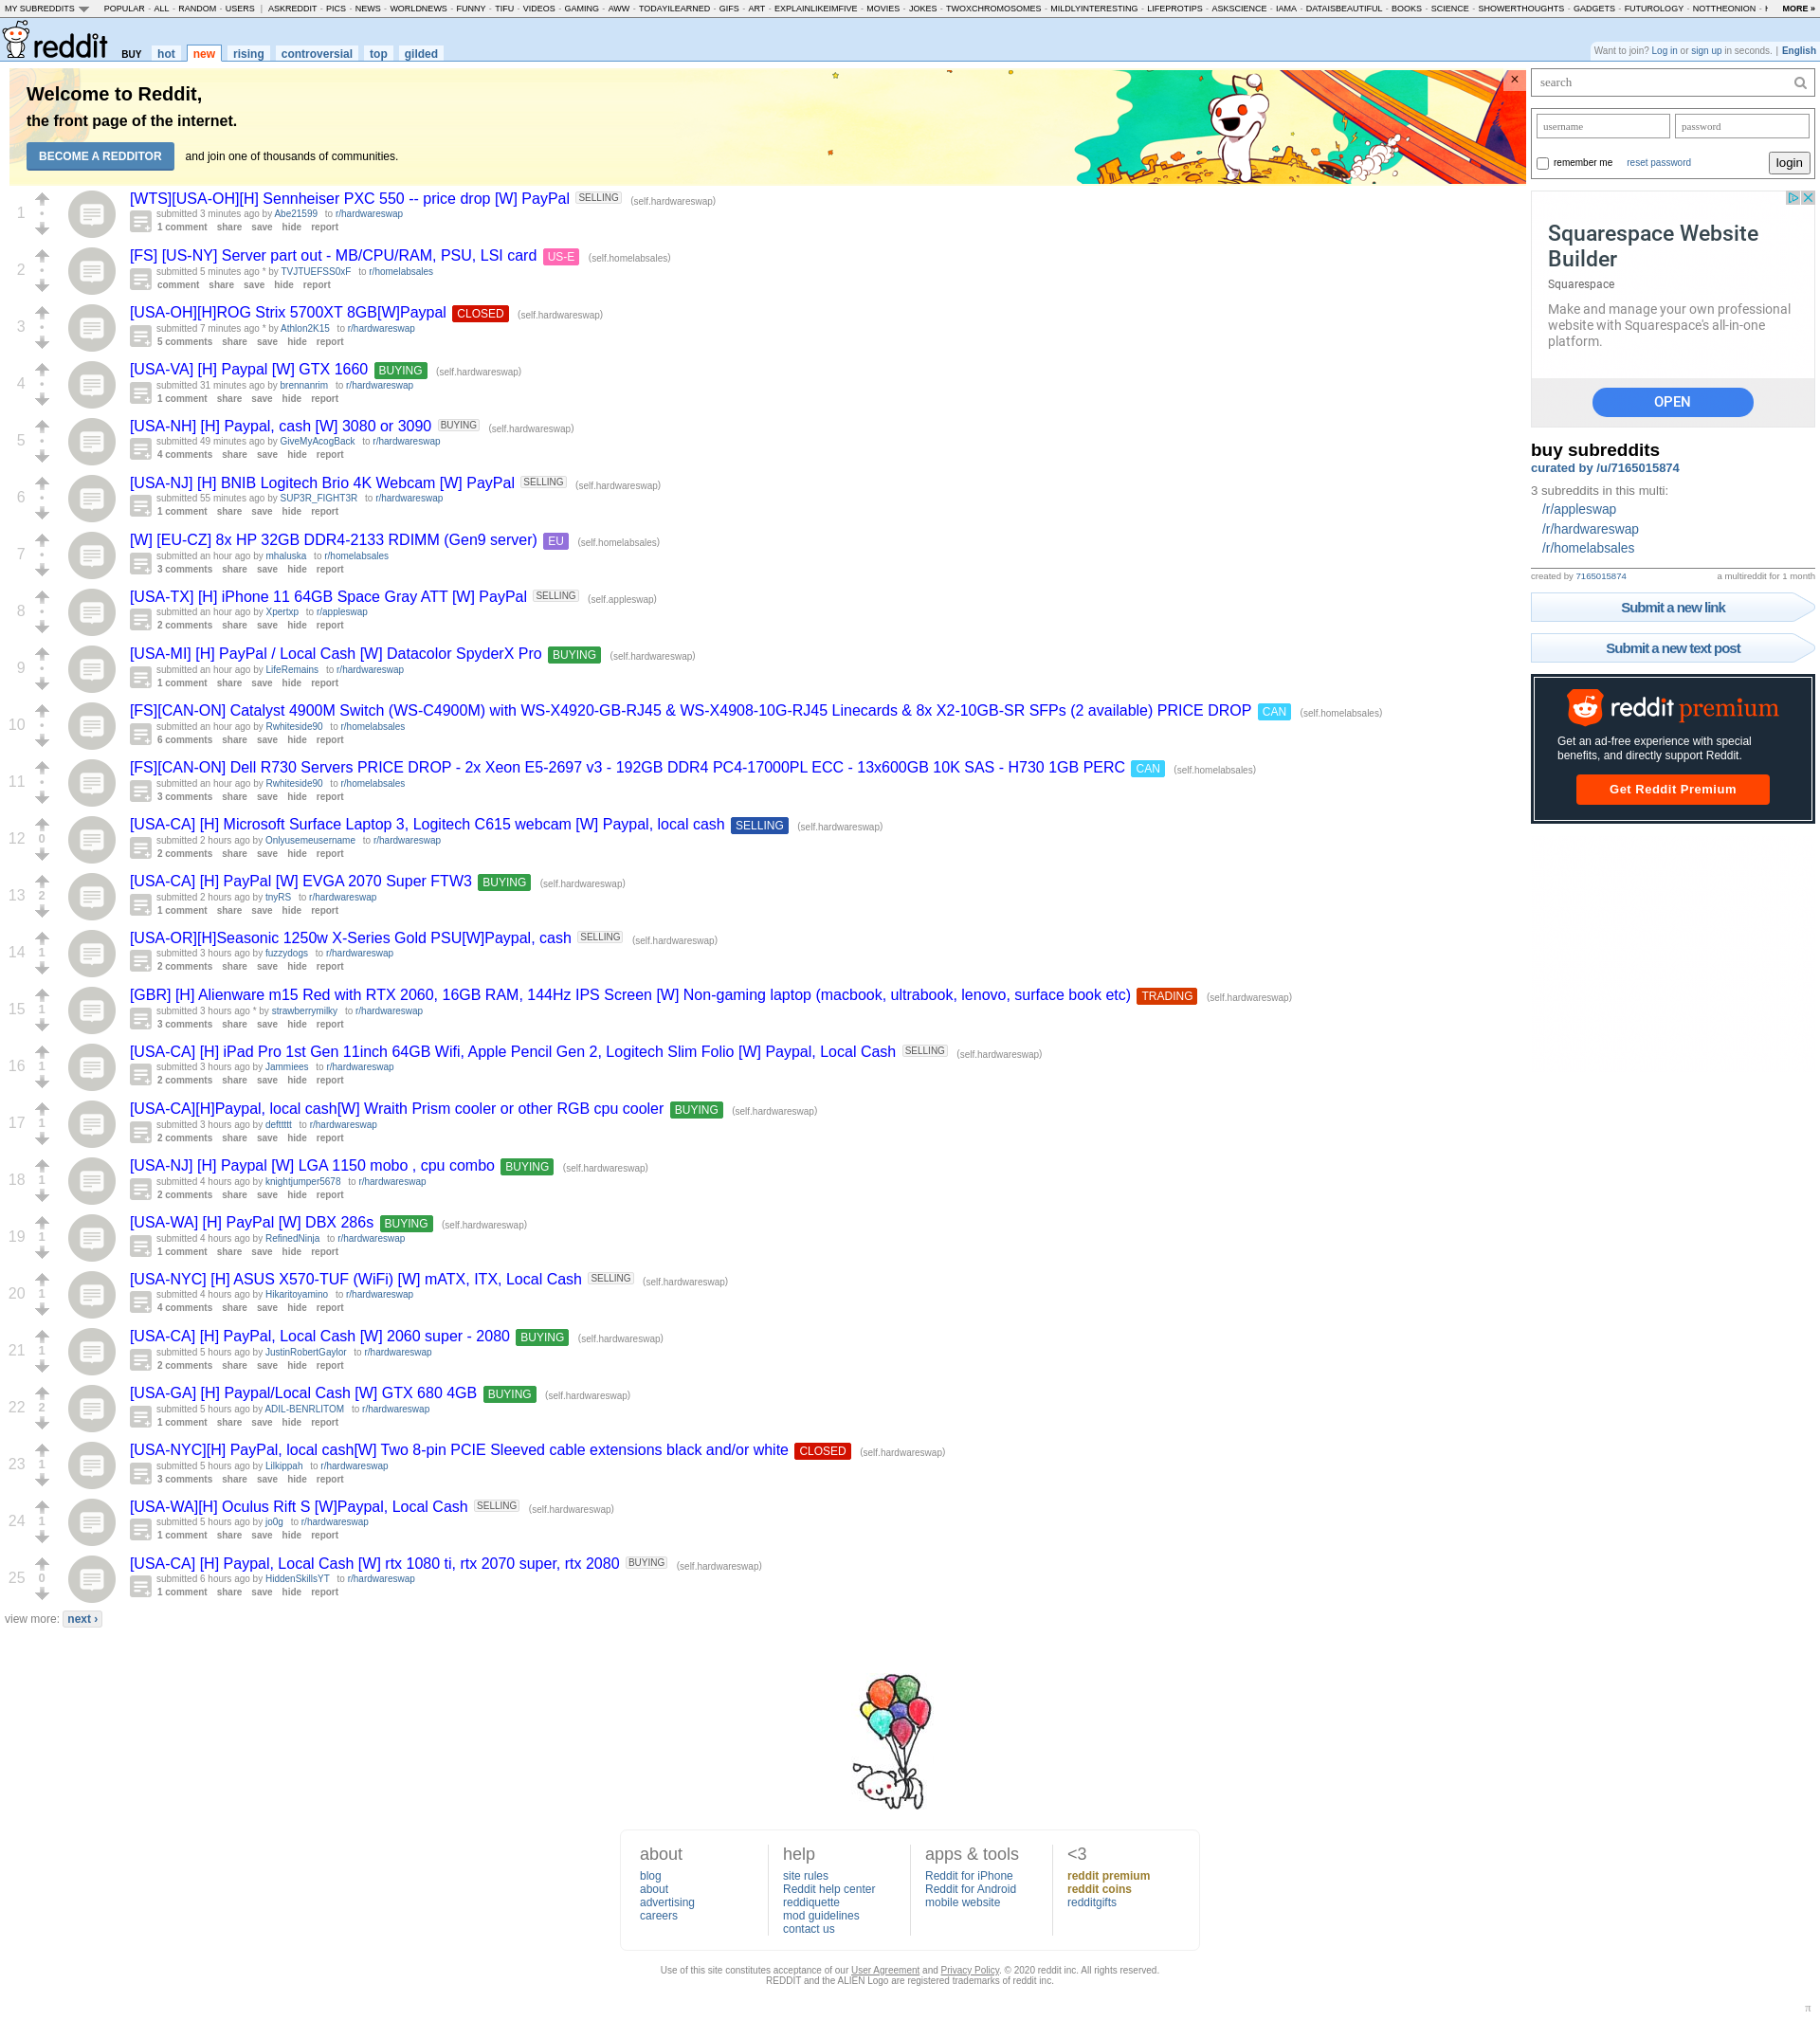 MY SUBREDDITS POPULAR - ALL - RANDOM - USERS | ASKREDDIT - PICS - NEWS - WORLDNEWS - FUNNY - TIFU - VIDEOS - GAMING - AWW - TODAYILEARNED - GIFS - ART - EXPLAINLIKEIMFIVE - MOVIES - JOKES - TWOXCHROMOSOMES - MILDLYINTERESTING - LIFEPROTIPS - ASKSCIENCE - IAMA - DATAISBEAUTIFUL - BOOKS - SCIENCE - SHOWERTHOUGHTS - GADGETS - FUTUROLOGY - NOTTHEONION - MORE »
reddit BUY hot new rising controversial top gilded
Want to join? Log in or sign up in seconds. | English
Welcome to Reddit,
the front page of the internet.
BECOME A REDDITOR and join one of thousands of communities.
×
1
[WTS][USA-OH][H] Sennheiser PXC 550 -- price drop [W] PayPal SELLING (self.hardwareswap)
submitted 3 minutes ago by Abe21599 to r/hardwareswap
1 comment share save hide report
2
[FS] [US-NY] Server part out - MB/CPU/RAM, PSU, LSI card US-E (self.homelabsales)
submitted 5 minutes ago * by TVJTUEFSS0xF to r/homelabsales
comment share save hide report
3
[USA-OH][H]ROG Strix 5700XT 8GB[W]Paypal CLOSED (self.hardwareswap)
submitted 7 minutes ago * by Athlon2K15 to r/hardwareswap
5 comments share save hide report
4
[USA-VA] [H] Paypal [W] GTX 1660 BUYING (self.hardwareswap)
submitted 31 minutes ago by brennanrim to r/hardwareswap
1 comment share save hide report
5
[USA-NH] [H] Paypal, cash [W] 3080 or 3090 BUYING (self.hardwareswap)
submitted 49 minutes ago by GiveMyAcogBack to r/hardwareswap
4 comments share save hide report
6
[USA-NJ] [H] BNIB Logitech Brio 4K Webcam [W] PayPal SELLING (self.hardwareswap)
submitted 55 minutes ago by SUP3R_FIGHT3R to r/hardwareswap
1 comment share save hide report
7
[W] [EU-CZ] 8x HP 32GB DDR4-2133 RDIMM (Gen9 server) EU (self.homelabsales)
submitted an hour ago by mhaluska to r/homelabsales
3 comments share save hide report
8
[USA-TX] [H] iPhone 11 64GB Space Gray ATT [W] PayPal SELLING (self.appleswap)
submitted an hour ago by Xpertxp to r/appleswap
2 comments share save hide report
9
[USA-MI] [H] PayPal / Local Cash [W] Datacolor SpyderX Pro BUYING (self.hardwareswap)
submitted an hour ago by LifeRemains to r/hardwareswap
1 comment share save hide report
10
[FS][CAN-ON] Catalyst 4900M Switch (WS-C4900M) with WS-X4920-GB-RJ45 & WS-X4908-10G-RJ45 Linecards & 8x X2-10GB-SR SFPs (2 available) PRICE DROP CAN (self.homelabsales)
submitted an hour ago by Rwhiteside90 to r/homelabsales
6 comments share save hide report
11
[FS][CAN-ON] Dell R730 Servers PRICE DROP - 2x Xeon E5-2697 v3 - 192GB DDR4 PC4-17000PL ECC - 13x600GB 10K SAS - H730 1GB PERC CAN (self.homelabsales)
submitted an hour ago by Rwhiteside90 to r/homelabsales
3 comments share save hide report
12 0
[USA-CA] [H] Microsoft Surface Laptop 3, Logitech C615 webcam [W] Paypal, local cash SELLING (self.hardwareswap)
submitted 2 hours ago by Onlyusemeusername to r/hardwareswap
2 comments share save hide report
13 2
[USA-CA] [H] PayPal [W] EVGA 2070 Super FTW3 BUYING (self.hardwareswap)
submitted 2 hours ago by tnyRS to r/hardwareswap
1 comment share save hide report
14 1
[USA-OR][H]Seasonic 1250w X-Series Gold PSU[W]Paypal, cash SELLING (self.hardwareswap)
submitted 3 hours ago by fuzzydogs to r/hardwareswap
2 comments share save hide report
15 1
[GBR] [H] Alienware m15 Red with RTX 2060, 16GB RAM, 144Hz IPS Screen [W] Non-gaming laptop (macbook, ultrabook, lenovo, surface book etc) TRADING (self.hardwareswap)
submitted 3 hours ago * by strawberrymilky to r/hardwareswap
3 comments share save hide report
16 1
[USA-CA] [H] iPad Pro 1st Gen 11inch 64GB Wifi, Apple Pencil Gen 2, Logitech Slim Folio [W] Paypal, Local Cash SELLING (self.hardwareswap)
submitted 3 hours ago by Jammiees to r/hardwareswap
2 comments share save hide report
17 1
[USA-CA][H]Paypal, local cash[W] Wraith Prism cooler or other RGB cpu cooler BUYING (self.hardwareswap)
submitted 3 hours ago by defttttt to r/hardwareswap
2 comments share save hide report
18 1
[USA-NJ] [H] Paypal [W] LGA 1150 mobo , cpu combo BUYING (self.hardwareswap)
submitted 4 hours ago by knightjumper5678 to r/hardwareswap
2 comments share save hide report
19 1
[USA-WA] [H] PayPal [W] DBX 286s BUYING (self.hardwareswap)
submitted 4 hours ago by RefinedNinja to r/hardwareswap
1 comment share save hide report
20 1
[USA-NYC] [H] ASUS X570-TUF (WiFi) [W] mATX, ITX, Local Cash SELLING (self.hardwareswap)
submitted 4 hours ago by Hikaritoyamino to r/hardwareswap
4 comments share save hide report
21 1
[USA-CA] [H] PayPal, Local Cash [W] 2060 super - 2080 BUYING (self.hardwareswap)
submitted 5 hours ago by JustinRobertGaylor to r/hardwareswap
2 comments share save hide report
22 2
[USA-GA] [H] Paypal/Local Cash [W] GTX 680 4GB BUYING (self.hardwareswap)
submitted 5 hours ago by ADIL-BENRLITOM to r/hardwareswap
1 comment share save hide report
23 1
[USA-NYC][H] PayPal, local cash[W] Two 8-pin PCIE Sleeved cable extensions black and/or white CLOSED (self.hardwareswap)
submitted 5 hours ago by Lilkippah to r/hardwareswap
3 comments share save hide report
24 1
[USA-WA][H] Oculus Rift S [W]Paypal, Local Cash SELLING (self.hardwareswap)
submitted 5 hours ago by jo0g to r/hardwareswap
1 comment share save hide report
25 0
[USA-CA] [H] Paypal, Local Cash [W] rtx 1080 ti, rtx 2070 super, rtx 2080 BUYING (self.hardwareswap)
submitted 6 hours ago by HiddenSkillsYT to r/hardwareswap
1 comment share save hide report
view more: next ›
search
username password
remember me reset password login
Squarespace Website
Builder
Squarespace
Make and manage your own professional
website with Squarespace's all-in-one
platform.
OPEN
buy subreddits
curated by /u/7165015874
3 subreddits in this multi:
/r/appleswap
/r/hardwareswap
/r/homelabsales
created by 7165015874 a multireddit for 1 month
Submit a new link
Submit a new text post
reddit premium
Get an ad-free experience with special
benefits, and directly support Reddit.
Get Reddit Premium
about
blog
about
advertising
careers
help
site rules
Reddit help center
reddiquette
mod guidelines
contact us
apps & tools
Reddit for iPhone
Reddit for Android
mobile website
<3
reddit premium
reddit coins
redditgifts
Use of this site constitutes acceptance of our User Agreement and Privacy Policy. © 2020 reddit inc. All rights reserved.
REDDIT and the ALIEN Logo are registered trademarks of reddit inc.
π